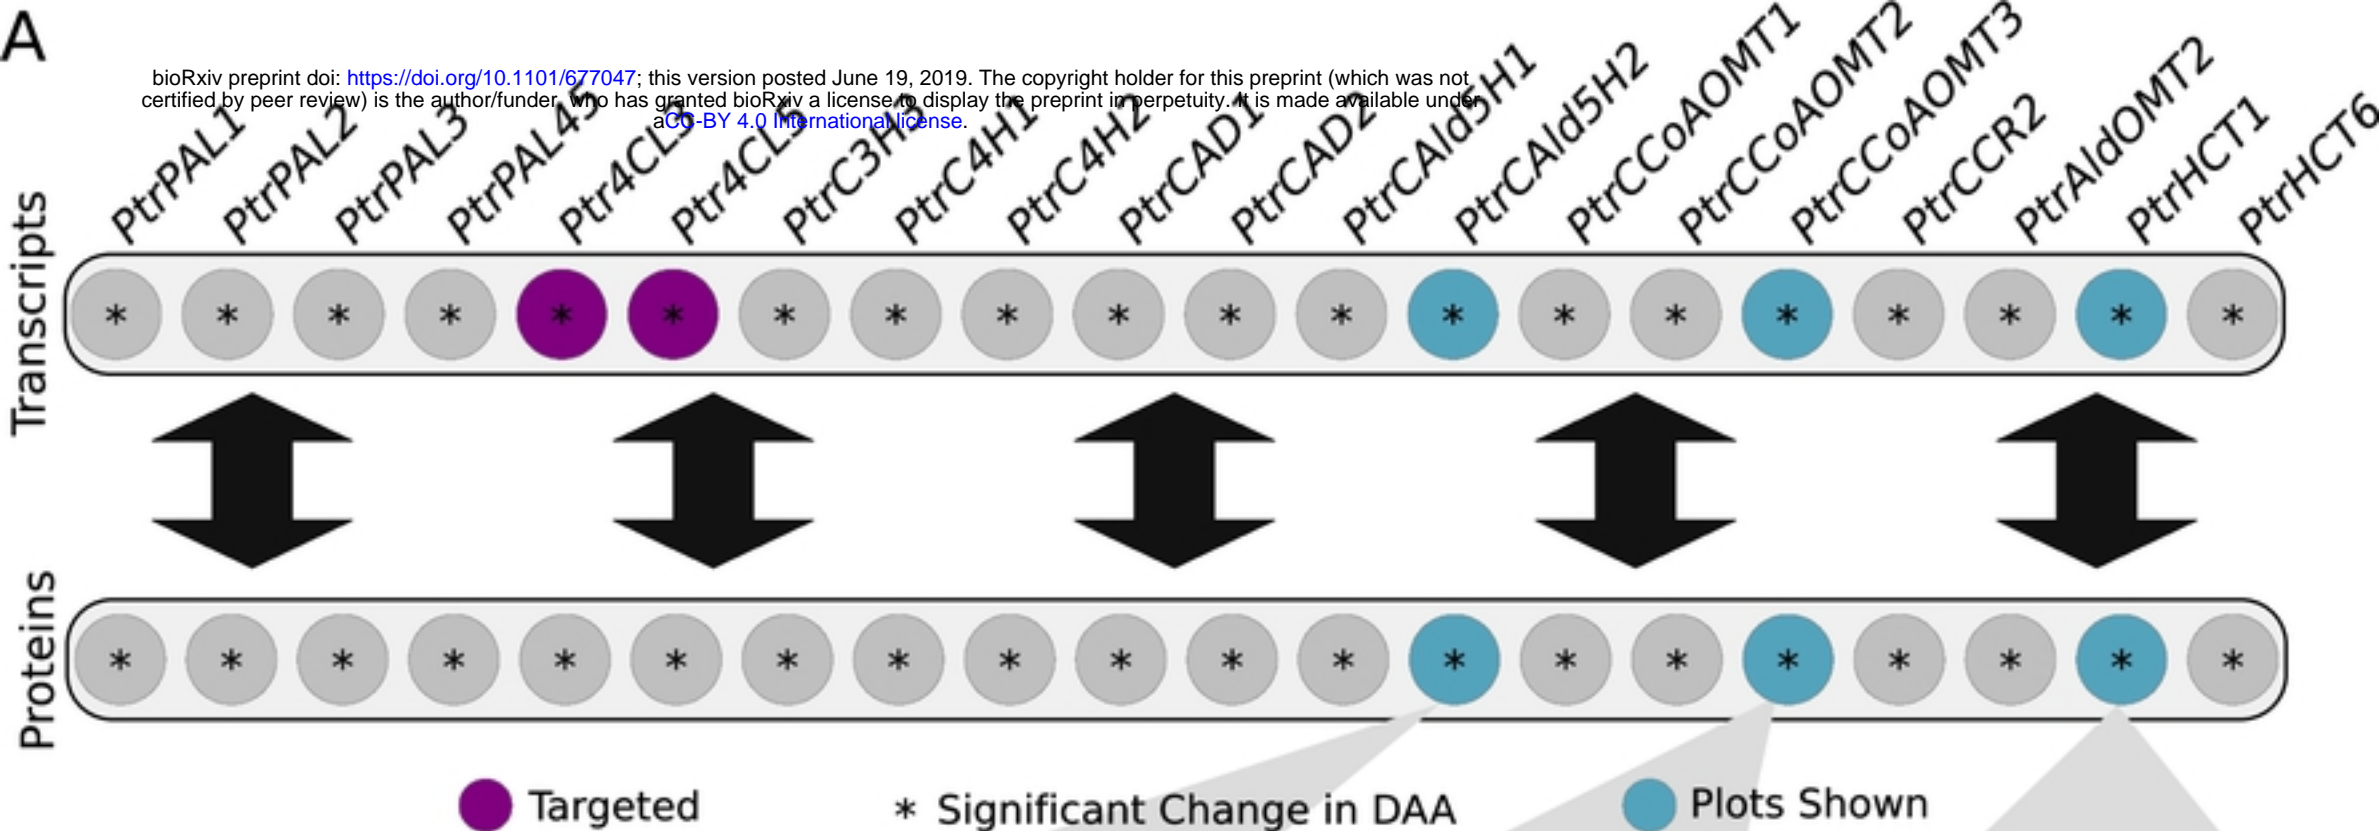 A
bioRxiv preprint doi: https://doi.org/10.1101/677047; this version posted June 19, 2019. The copyright holder for this preprint (which was not
certified by peer review) is the author/funder, who has granted bioRxiv a license to display the preprint in perpetuity. It is made available under
aCC-BY 4.0 International license.
PtrPAL1
PtrPAL2
PtrPAL3
PtrPAL45
Ptr4CL3
Ptr4CL5
PtrC3H3
PtrC4H1
PtrC4H2
PtrCAD1
PtrCAD2
PtrCAld5H1
PtrCAld5H2
PtrCCoAOMT1
PtrCCoAOMT2
PtrCCoAOMT3
PtrCCR2
PtrAldOMT2
PtrHCT1
PtrHCT6
Transcripts
* * * * * * * * * * * * * * * * * * * *
Proteins
* * * * * * * * * * * * * * * * * * * *
Targeted
* Significant Change in DAA
Plots Shown